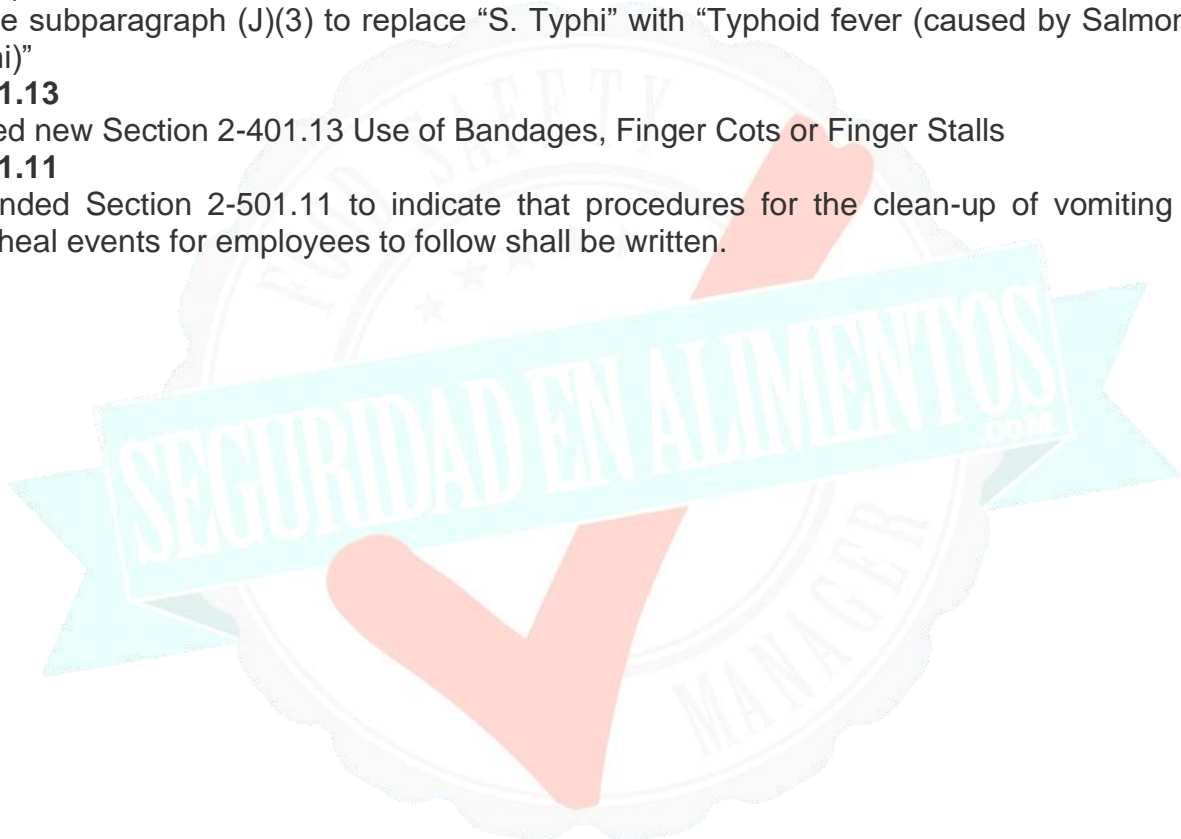 e subparagraph (J)(3) to replace “S. Typhi” with “Typhoid fever (caused by Salmon
i)”
1.13
ed new Section 2-401.13 Use of Bandages, Finger Cots or Finger Stalls
1.11
nded Section 2-501.11 to indicate that procedures for the clean-up of vomiting
heal events for employees to follow shall be written.
FOOD SAFETY
SEGURIDAD EN ALIMENTOS
.COM
MANAGER